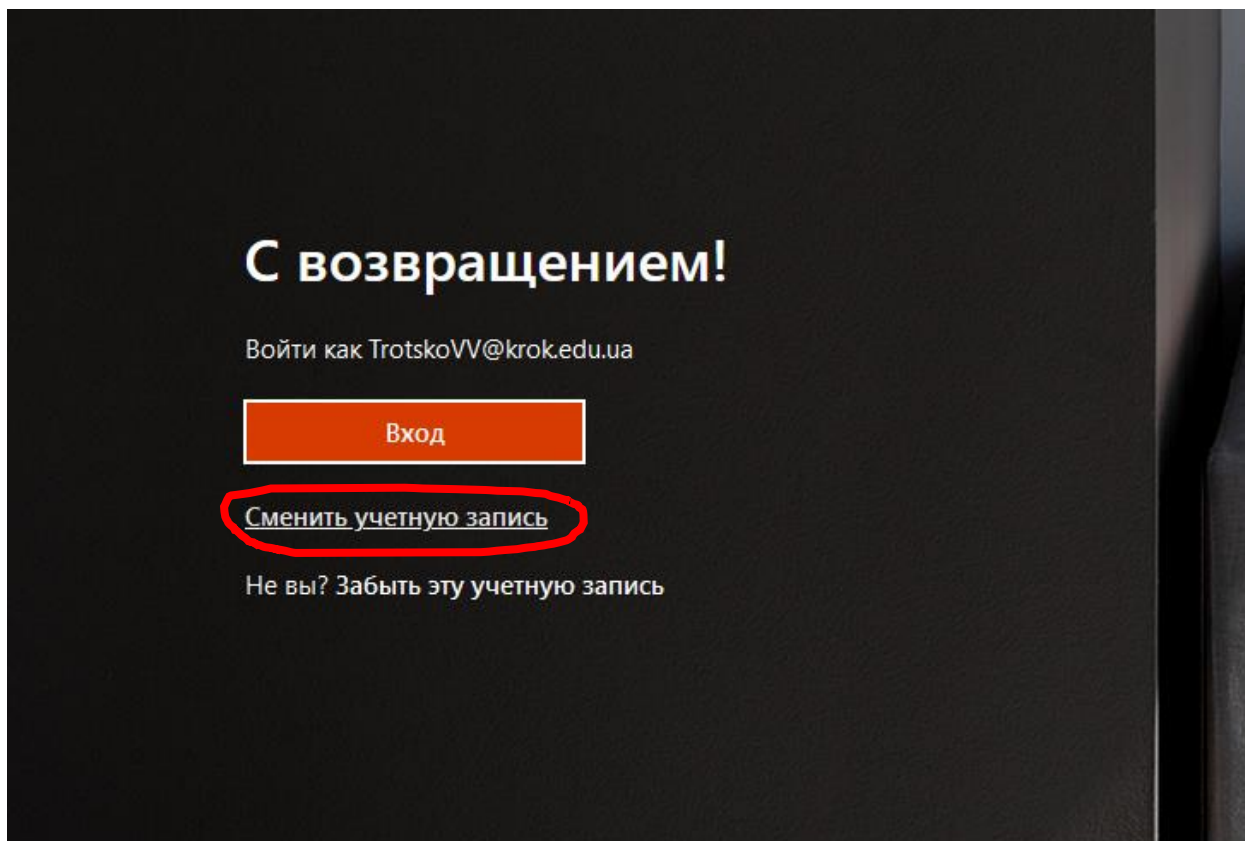 С возвращением!
Войти как TrotskoVV@krok.edu.ua
Вход
Сменить учетную запись
Не вы? Забыть эту учетную запись